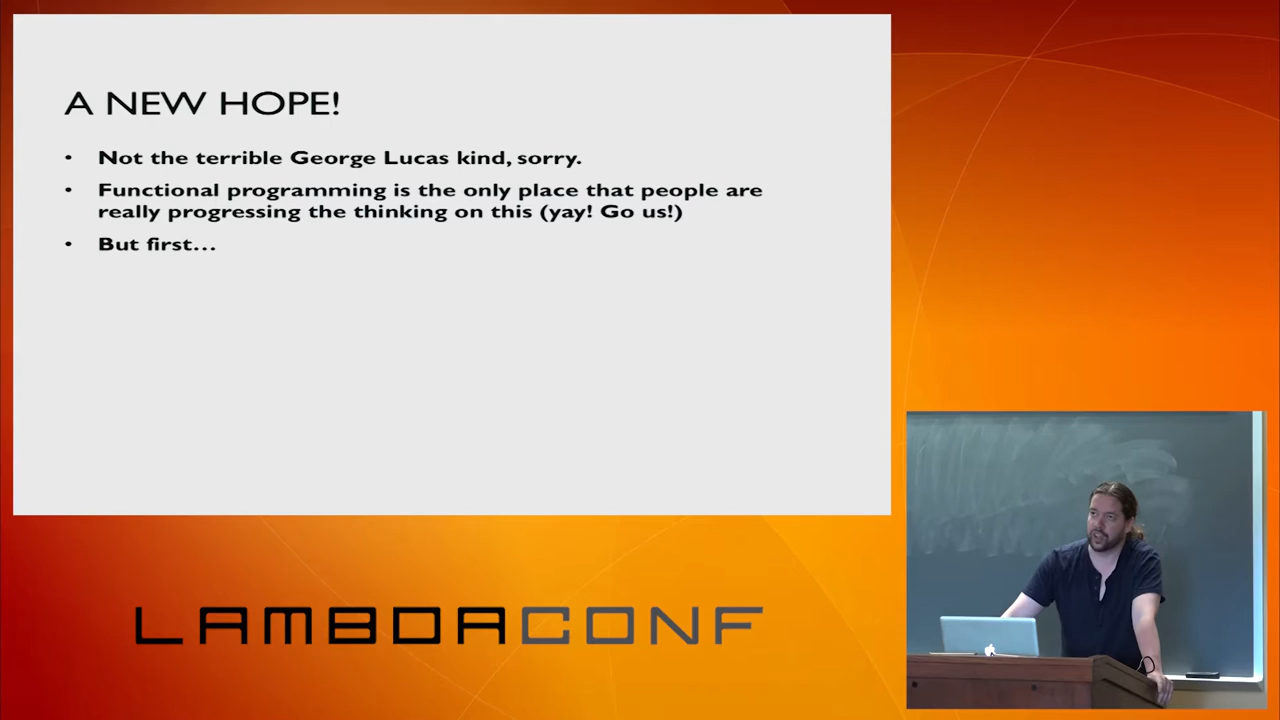 A NEW HOPE!
• Not the terrible George Lucas kind, sorry.
• Functional programming is the only place that people are
really progressing the thinking on this (yay! Go us!)
• But first...
LAMBDACONF